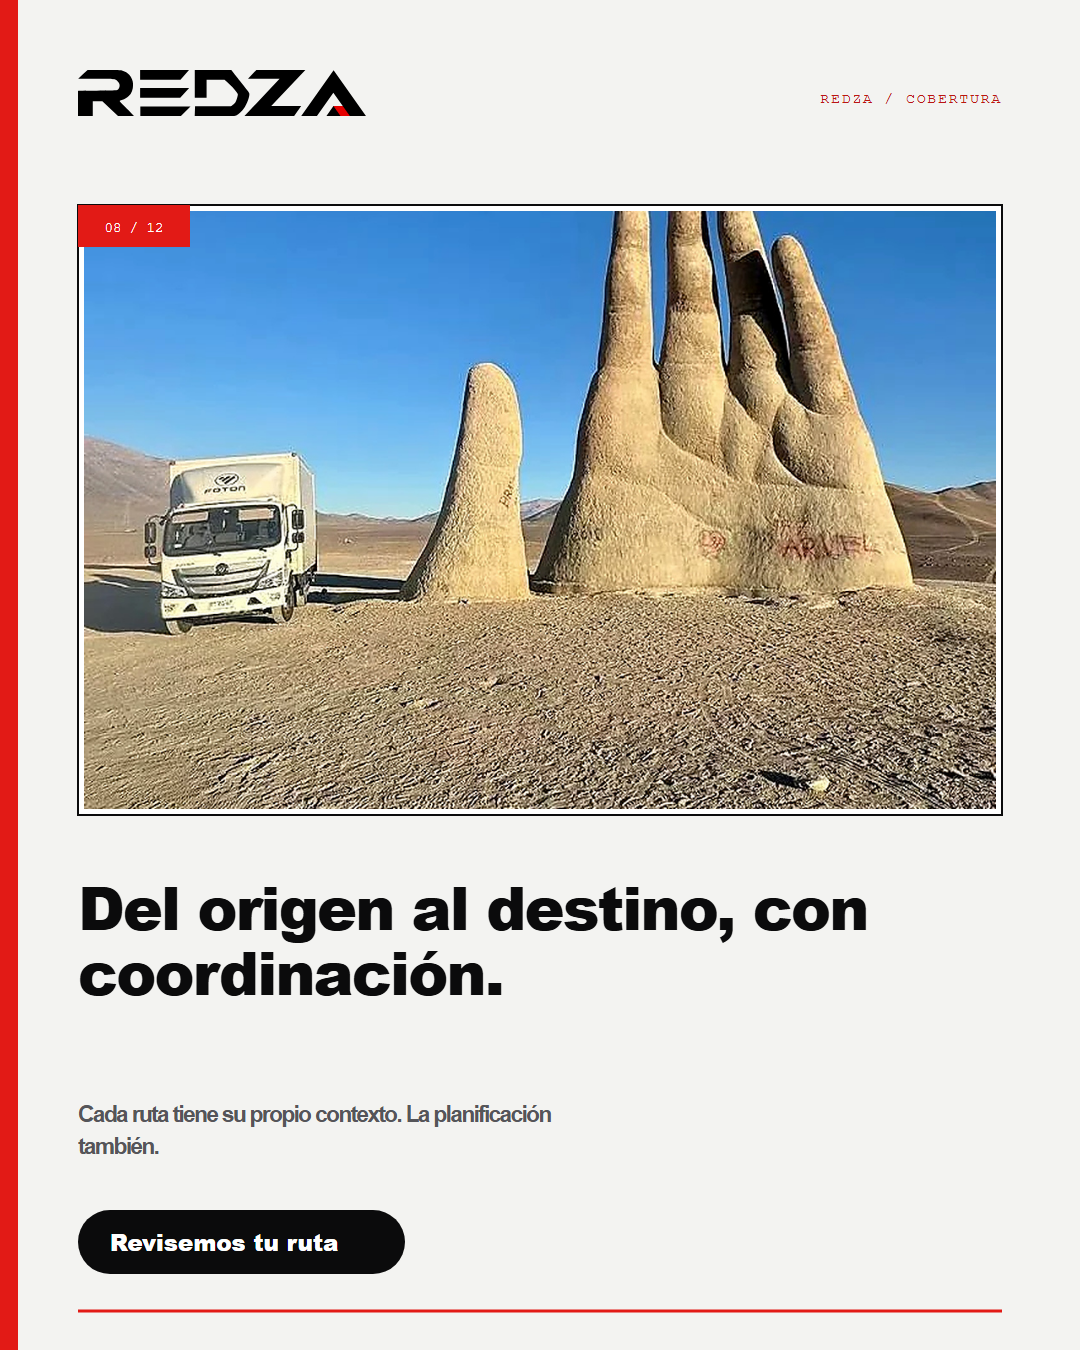 REDZA
REDZA / COBERTURA
08 / 12
FOTON
ARUEL
Del origen al destino, con
coordinación.
Cada ruta tiene su propio contexto. La planificación
también.
Revisemos tu ruta